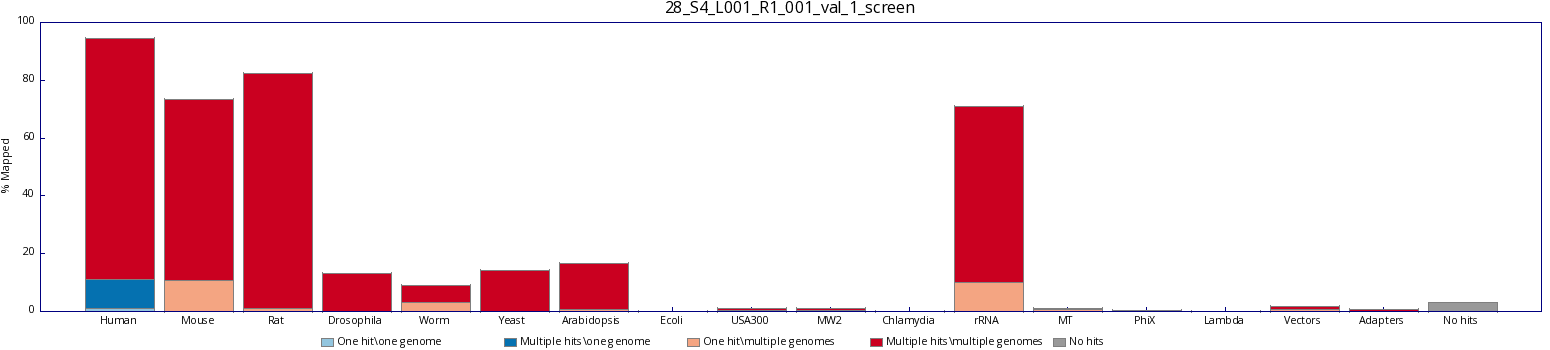 28_S4_L001_R1_001_val_1_screen
100
80
60
40
20
0
% Mapped
Human Mouse Rat Drosophila Worm Yeast Arabidopsis Ecoli USA300 MW2 Chlamydia rRNA MT PhiX Lambda Vectors Adapters No hits
One hit\one genome Multiple hits\one genome One hit\multiple genomes Multiple hits\multiple genomes No hits